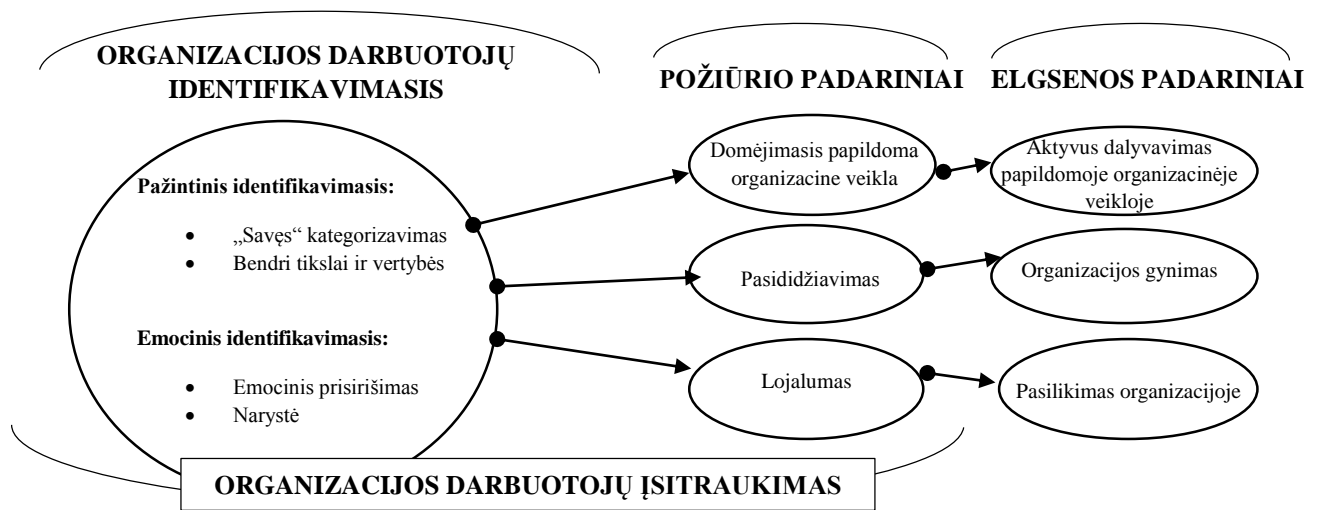 ORGANIZACIJOS DARBUOTOJŲ
IDENTIFIKAVIMASIS
POŽIŪRIO PADARINIAI
ELGSENOS PADARINIAI
Pažintinis identifikavimasis:
• „Savęs“ kategorizavimas
• Bendri tikslai ir vertybės
Emocinis identifikavimasis:
• Emocinis prisirišimas
• Narystė
Domėjimasis papildoma
organizacine veikla
Pasididžiavimas
Lojalumas
Aktyvus dalyvavimas
papildomoje organizacinėje
veikloje
Organizacijos gynimas
Pasilikimas organizacijoje
ORGANIZACIJOS DARBUOTOJŲ ĮSITRAUKIMAS